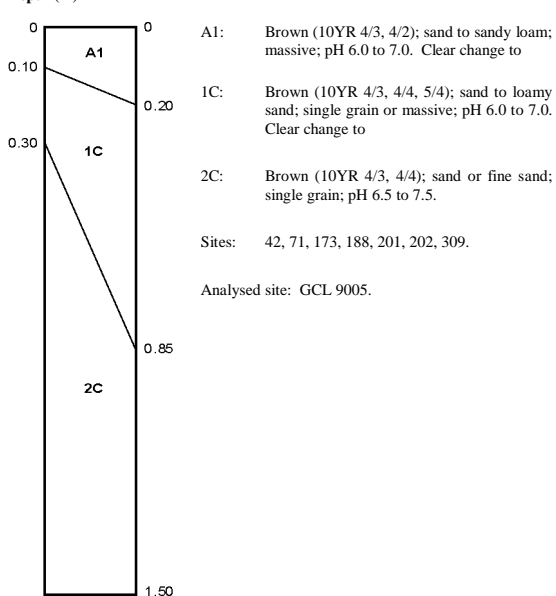 0
0
A1
0.10
0.20
0.30
1C
0.85
2C
1.50
A1: Brown (10YR 4/3, 4/2); sand to sandy loam;
massive; pH 6.0 to 7.0. Clear change to
1C: Brown (10YR 4/3, 4/4, 5/4); sand to loamy
sand; single grain or massive; pH 6.0 to 7.0.
Clear change to
2C: Brown (10YR 4/3, 4/4); sand or fine sand;
single grain; pH 6.5 to 7.5.
Sites: 42, 71, 173, 188, 201, 202, 309.
Analysed site: GCL 9005.